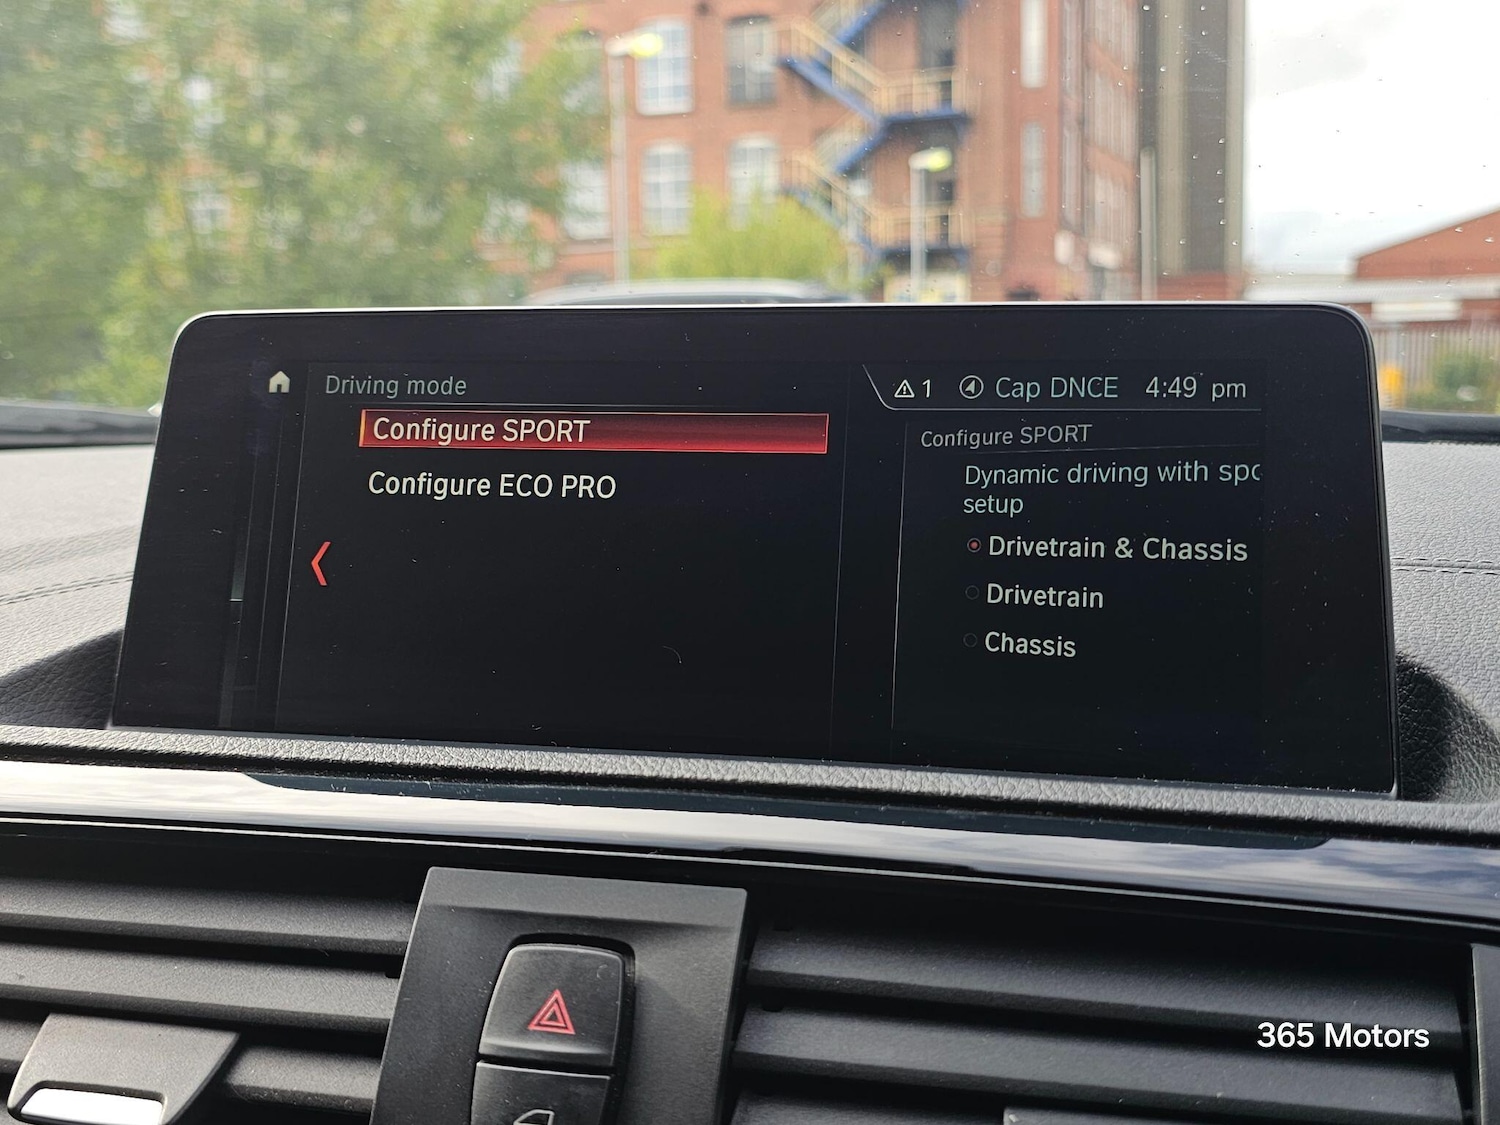 Driving mode
Configure SPORT
Configure ECO PRO
1 Cap DNCE 4:49 pm
Configure SPORT
Dynamic driving with spo
setup
Drivetrain & Chassis
Drivetrain
Chassis
365 Motors